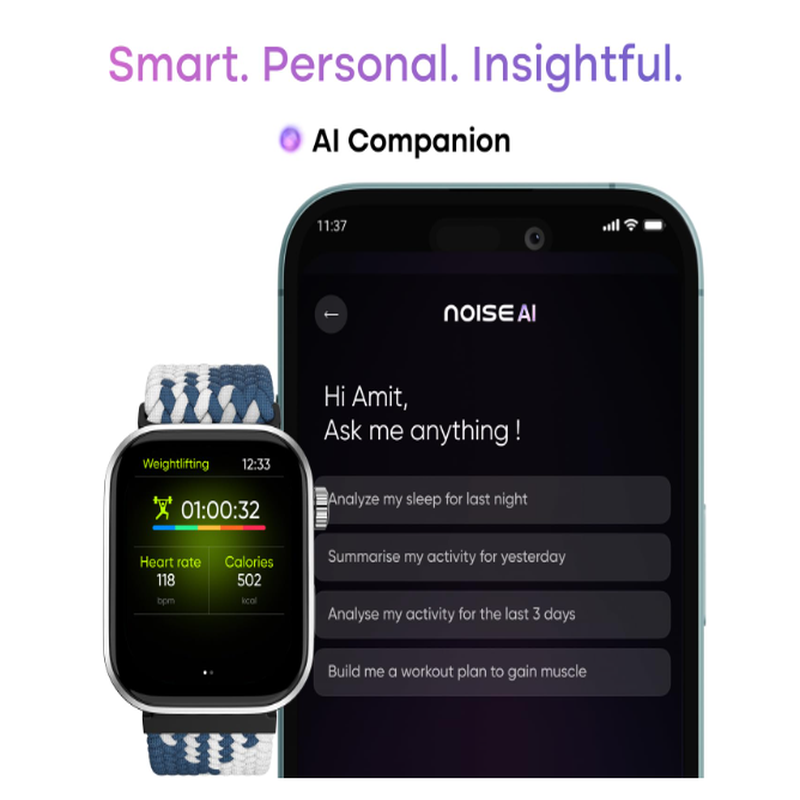 Smart. Personal. Insightful.
AI Companion
11:37
←
NOISE AI
Hi Amit,
Ask me anything !
Analyze my sleep for last night
Summarise my activity for yesterday
Analyse my activity for the last 3 days
Build me a workout plan to gain muscle
Weightlifting 12:33
01:00:32
Heart rate Calories
118 502
bpm kcal